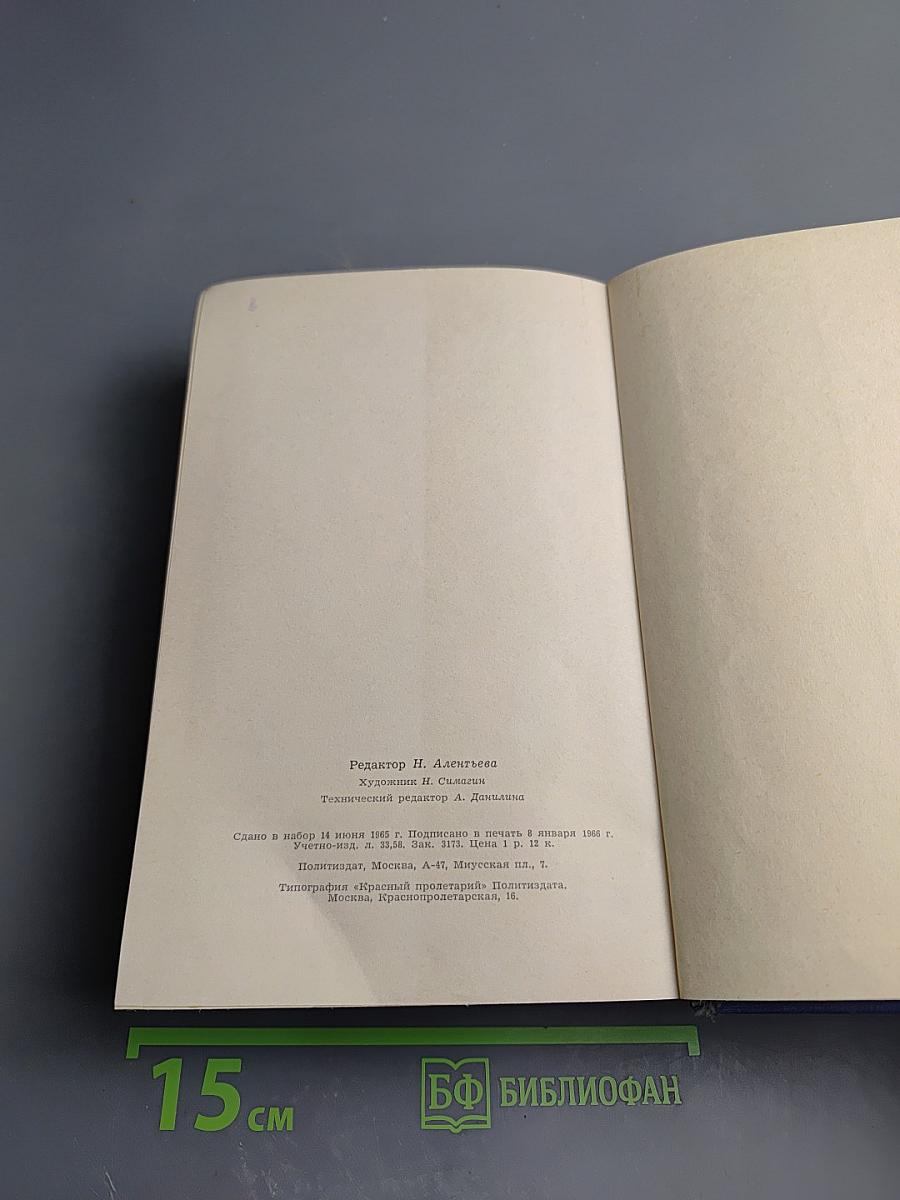 Редактор Н. Алентьева
Художник Н. Симагин
Технический редактор А. Данилина
Сдано в набор 14 июня 1965 г. Подписано в печать 8 января 1966 г.
Учетно-изд. л. 33,58. Зак. 3173. Цена 1 р. 12 к.
Политиздат, Москва, А-47, Миусская пл., 7.
Типография «Красный пролетарий» Политиздата.
Москва, Краснопролетарская, 16.
15 см
БФ БИБЛИОФАН